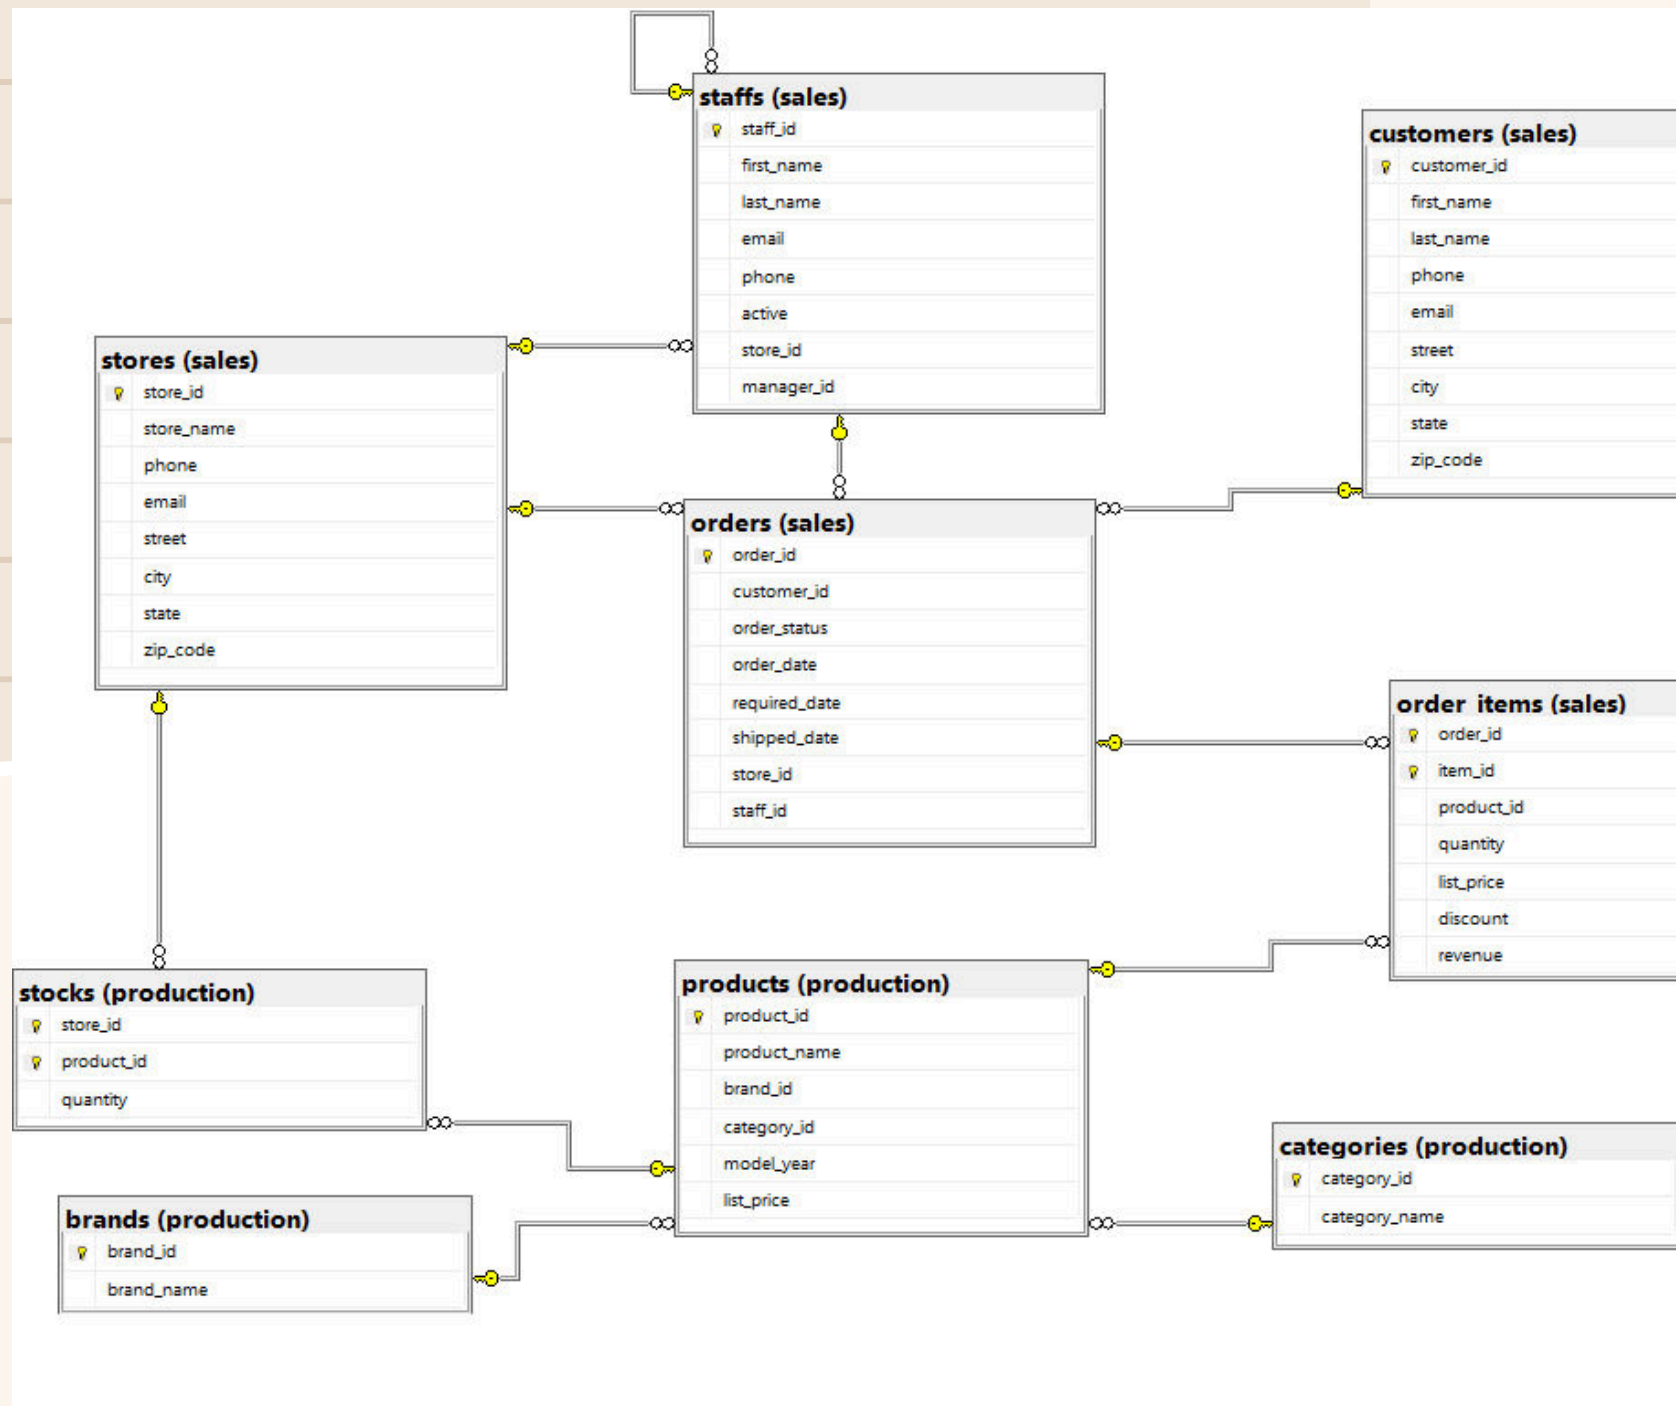 staffs (sales)
staff_id
first_name
last_name
email
phone
active
store_id
manager_id
customers (sales)
customer_id
first_name
last_name
phone
email
street
city
state
zip_code
stores (sales)
store_id
store_name
phone
email
street
city
state
zip_code
orders (sales)
order_id
customer_id
order_status
order_date
required_date
shipped_date
store_id
staff_id
order_items (sales)
order_id
item_id
product_id
quantity
list_price
discount
revenue
stocks (production)
store_id
product_id
quantity
products (production)
product_id
product_name
brand_id
category_id
model_year
list_price
categories (production)
category_id
category_name
brands (production)
brand_id
brand_name